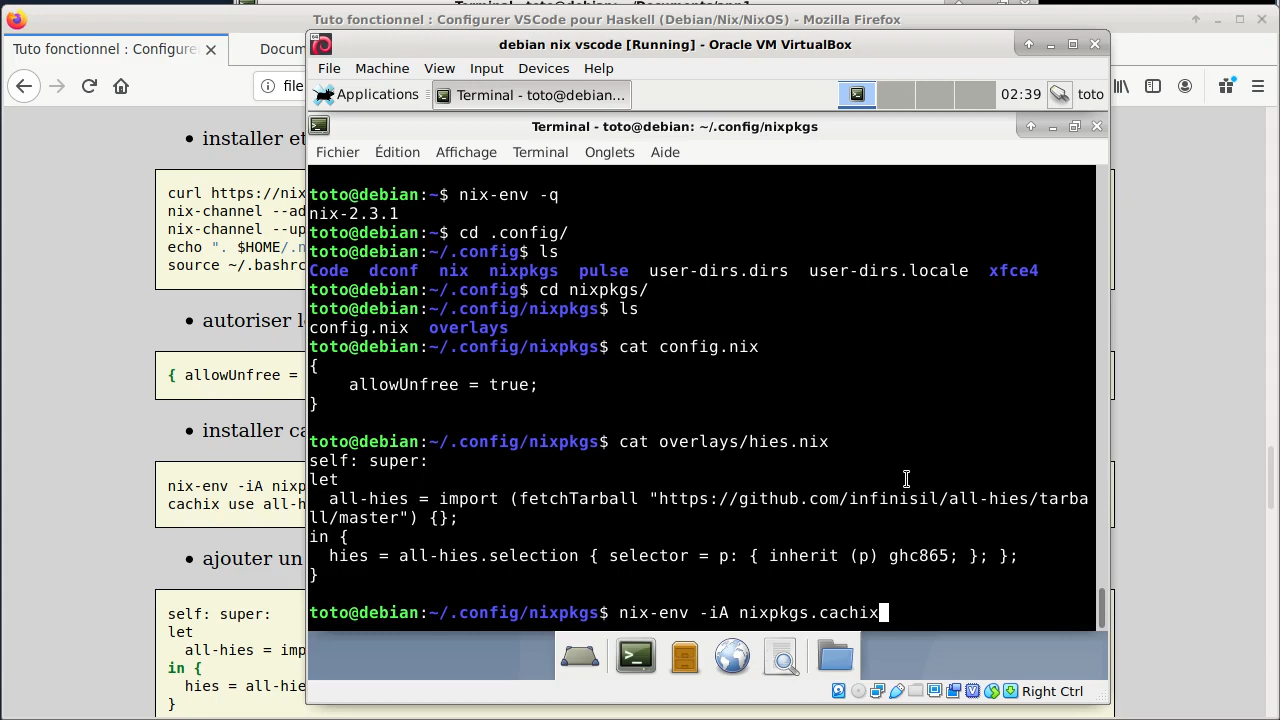 Terminal - toto@debian: ~/Documents/app1
Tuto fonctionnel : Configurer VSCode pour Haskell (Debian/Nix/NixOS) - Mozilla Firefox
Tuto fonctionnel : Configure
Docum
file
debian nix vscode [Running] - Oracle VM VirtualBox
File Machine View Input Devices Help
Applications
Terminal - toto@debian...
02:39
toto
Terminal - toto@debian: ~/.config/nixpkgs
Fichier Édition Affichage Terminal Onglets Aide
toto@debian:~$ nix-env -q
nix-2.3.1
toto@debian:~$ cd .config/
toto@debian:~/.config$ ls
Code dconf nix nixpkgs pulse user-dirs.dirs user-dirs.locale xfce4
toto@debian:~/.config$ cd nixpkgs/
toto@debian:~/.config/nixpkgs$ ls
config.nix overlays
toto@debian:~/.config/nixpkgs$ cat config.nix
{
    allowUnfree = true;
}
toto@debian:~/.config/nixpkgs$ cat overlays/hies.nix
self: super:
let
  all-hies = import (fetchTarball "https://github.com/infinisil/all-hies/tarba
ll/master") {};
in {
  hies = all-hies.selection { selector = p: { inherit (p) ghc865; }; };
}
toto@debian:~/.config/nixpkgs$ nix-env -iA nixpkgs.cachix
Right Ctrl
installer et
curl https://nix
nix-channel --ad
nix-channel --up
echo ". $HOME/.n
source ~/.bashrc
autoriser l
{ allowUnfree =
installer ca
nix-env -iA nixp
cachix use all-h
ajouter un
self: super:
let
  all-hies = imp
in {
  hies = all-hie
}